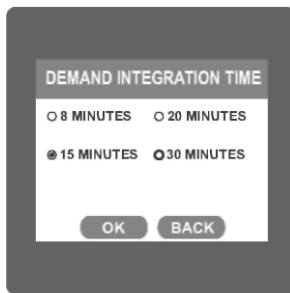 DEMAND INTEGRATION TIME
8 MINUTES 20 MINUTES
15 MINUTES 30 MINUTES
OK BACK